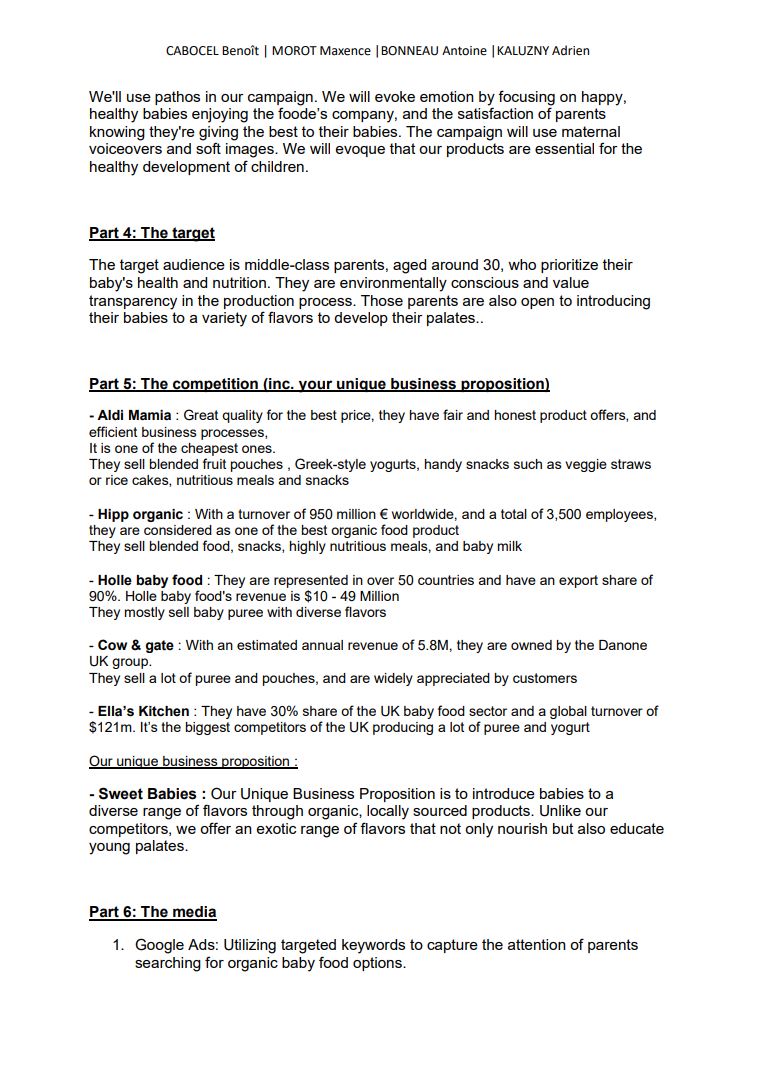 CABOCEL Benoît | MOROT Maxence |BONNEAU Antoine |KALUZNY Adrien
We'll use pathos in our campaign. We will evoke emotion by focusing on happy,
healthy babies enjoying the foode's company, and the satisfaction of parents
knowing they're giving the best to their babies. The campaign will use maternal
voiceovers and soft images. We will evoque that our products are essential for the
healthy development of children.
Part 4: The target
The target audience is middle-class parents, aged around 30, who prioritize their
baby's health and nutrition. They are environmentally conscious and value
transparency in the production process. Those parents are also open to introducing
their babies to a variety of flavors to develop their palates..
Part 5: The competition (inc. your unique business proposition)
- Aldi Mamia : Great quality for the best price, they have fair and honest product offers, and
efficient business processes,
It is one of the cheapest ones.
They sell blended fruit pouches , Greek-style yogurts, handy snacks such as veggie straws
or rice cakes, nutritious meals and snacks
- Hipp organic : With a turnover of 950 million € worldwide, and a total of 3,500 employees,
they are considered as one of the best organic food product
They sell blended food, snacks, highly nutritious meals, and baby milk
- Holle baby food : They are represented in over 50 countries and have an export share of
90%. Holle baby food's revenue is $10 - 49 Million
They mostly sell baby puree with diverse flavors
- Cow & gate : With an estimated annual revenue of 5.8M, they are owned by the Danone
UK group.
They sell a lot of puree and pouches, and are widely appreciated by customers
- Ella's Kitchen : They have 30% share of the UK baby food sector and a global turnover of
$121m. It's the biggest competitors of the UK producing a lot of puree and yogurt
Our unique business proposition :
- Sweet Babies : Our Unique Business Proposition is to introduce babies to a
diverse range of flavors through organic, locally sourced products. Unlike our
competitors, we offer an exotic range of flavors that not only nourish but also educate
young palates.
Part 6: The media
1. Google Ads: Utilizing targeted keywords to capture the attention of parents
searching for organic baby food options.